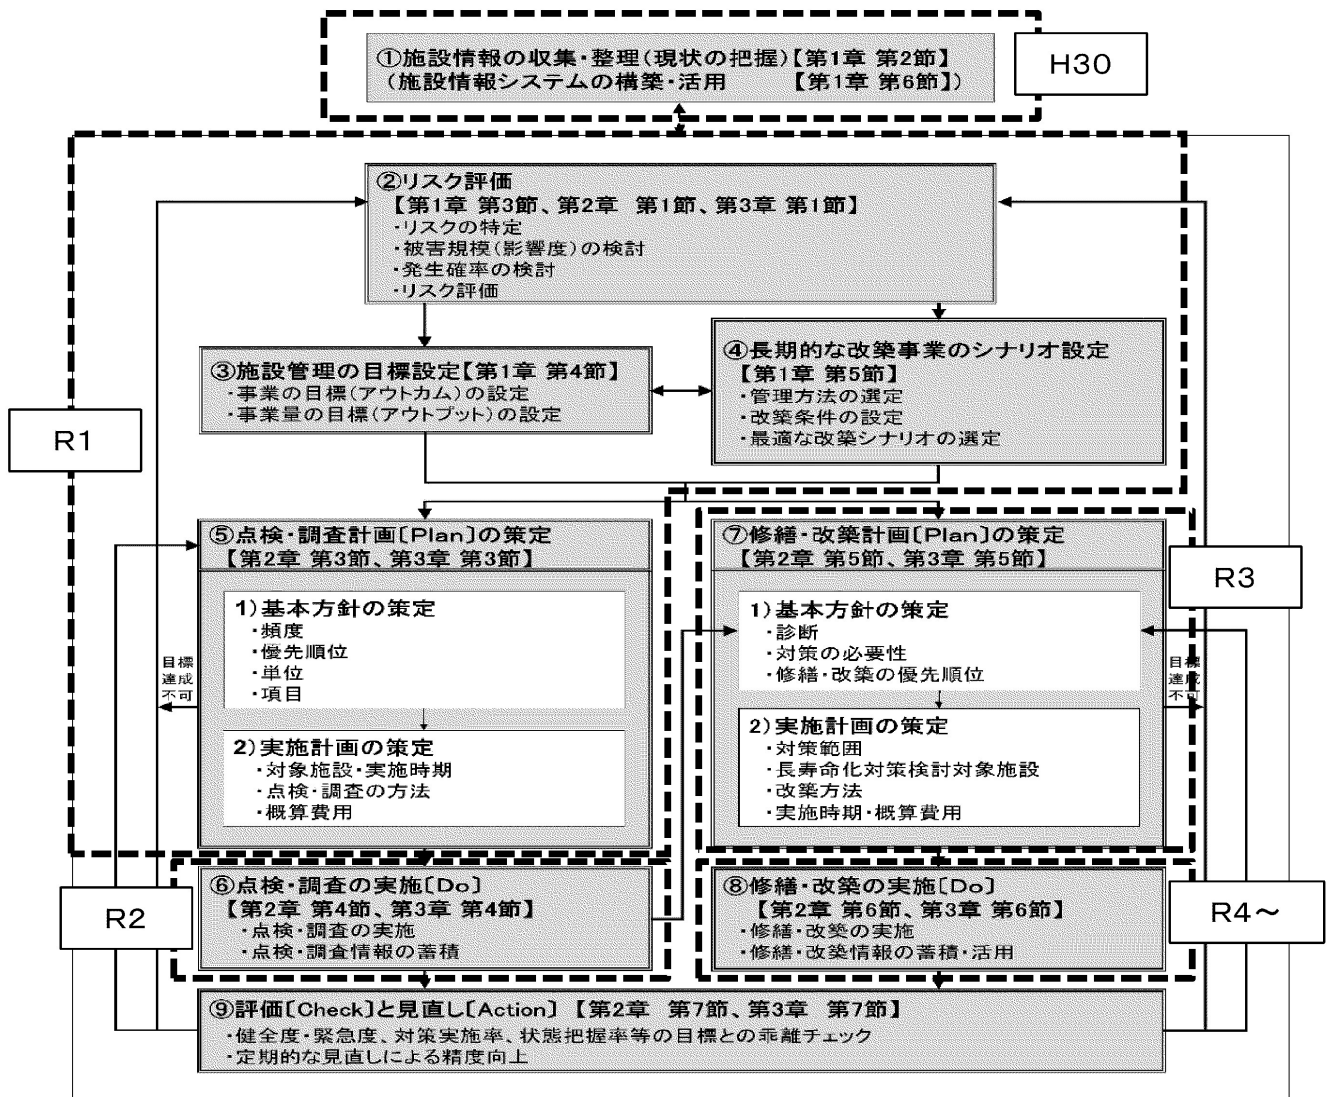 ①施設情報の収集・整理(現状の把握)【第1章 第2節】
(施設情報システムの構築・活用 【第1章 第6節】)
H30
②リスク評価
【第1章 第3節、第2章 第1節、第3章 第1節】
・リスクの特定
・被害規模(影響度)の検討
・発生確率の検討
・リスク評価
③施設管理の目標設定【第1章 第4節】
・事業の目標(アウトカム)の設定
・事業量の目標(アウトプット)の設定
④長期的な改築事業のシナリオ設定
【第1章 第5節】
・管理方法の選定
・改築条件の設定
・最適な改築シナリオの選定
R1
⑤点検・調査計画[Plan]の策定
【第2章 第3節、第3章 第3節】
1)基本方針の策定
・頻度
・優先順位
・単位
・項目
2)実施計画の策定
・対象施設・実施時期
・点検・調査の方法
・概算費用
目標
達成
不可
⑦修繕・改築計画[Plan]の策定
【第2章 第5節、第3章 第5節】
1)基本方針の策定
・診断
・対策の必要性
・修繕・改築の優先順位
2)実施計画の策定
・対策範囲
・長寿命化対策検討対象施設
・改築方法
・実施時期・概算費用
目標
達成
不可
R3
⑥点検・調査の実施[Do]
【第2章 第4節、第3章 第4節】
・点検・調査の実施
・点検・調査情報の蓄積
R2
⑧修繕・改築の実施[Do]
【第2章 第6節、第3章 第6節】
・修繕・改築の実施
・修繕・改築情報の蓄積・活用
R4～
⑨評価[Check]と見直し[Action] 【第2章 第7節、第3章 第7節】
・健全度・緊急度、対策実施率、状態把握率等の目標との乖離チェック
・定期的な見直しによる精度向上